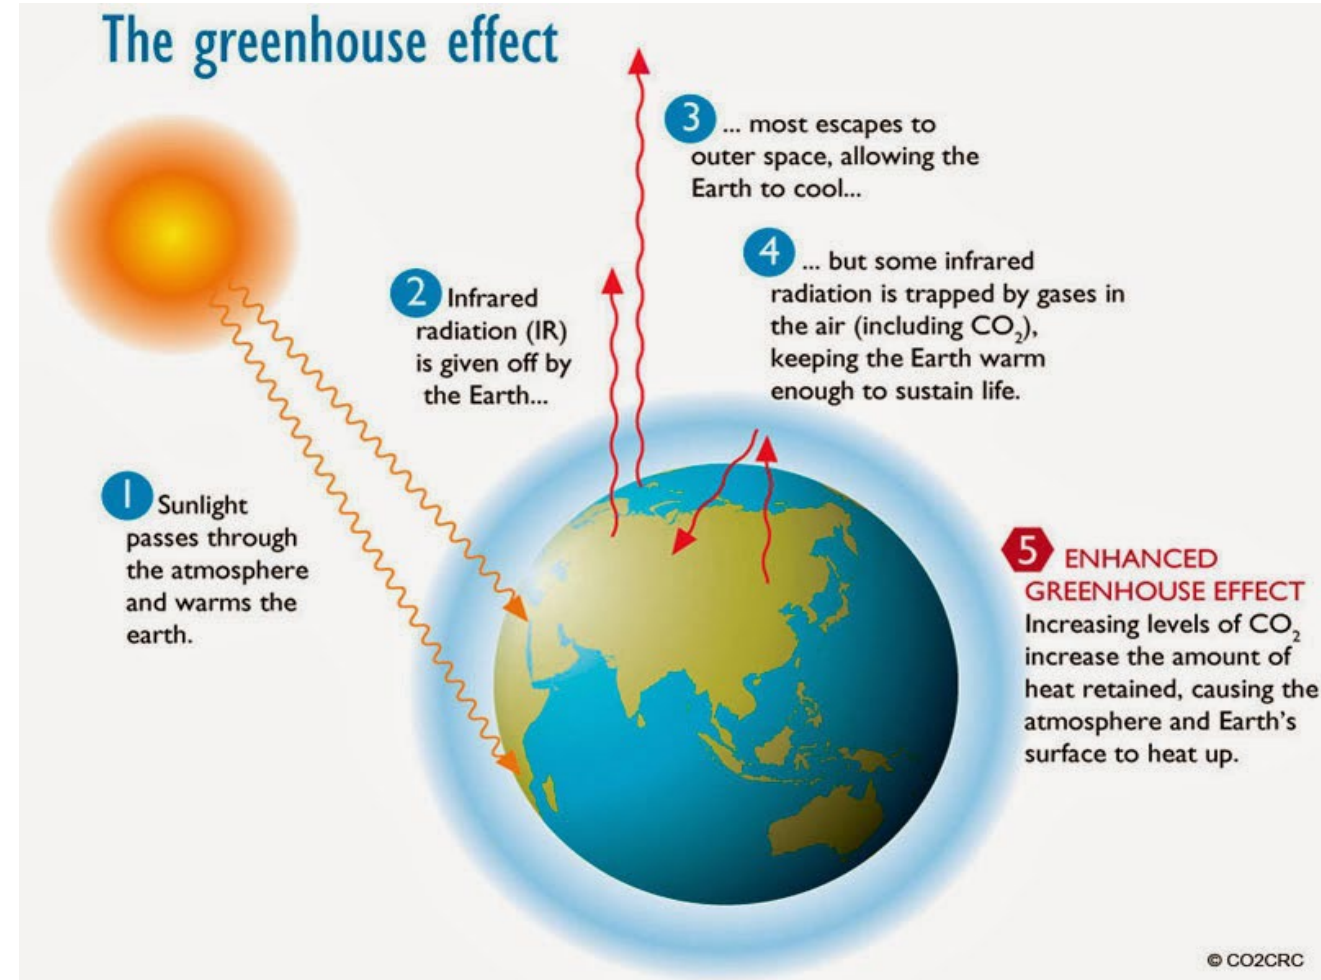 The greenhouse effect
1 Sunlight
passes through
the atmosphere
and warms the
earth.
2 Infrared
radiation (IR)
is given off by
the Earth...
3 ... most escapes to
outer space, allowing the
Earth to cool...
4 ... but some infrared
radiation is trapped by gases in
the air (including CO₂),
keeping the Earth warm
enough to sustain life.
5 ENHANCED
GREENHOUSE EFFECT
Increasing levels of CO₂
increase the amount of
heat retained, causing the
atmosphere and Earth's
surface to heat up.
© CO2CRC